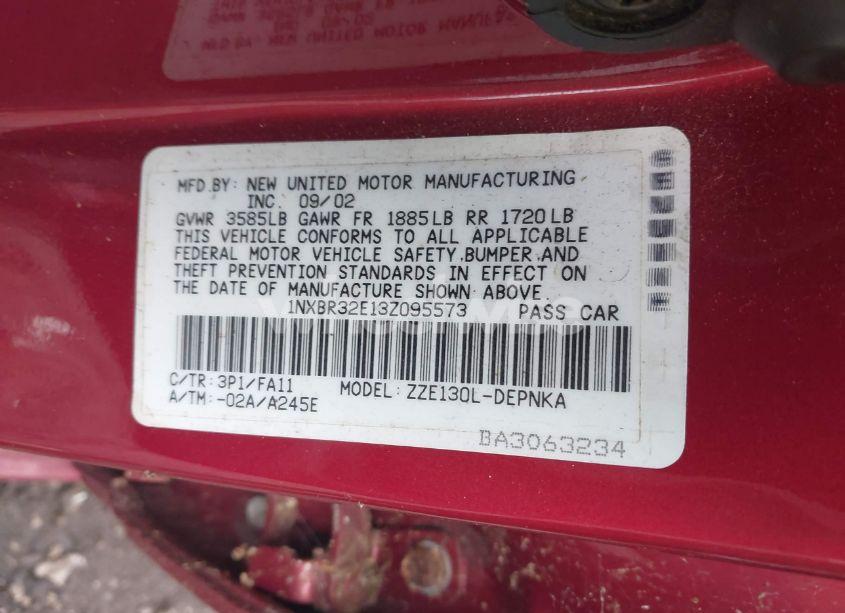 MFD.BY: NEW UNITED MOTOR MANUFACTURING
INC. 09/02
GVWR 3585LB GAWR FR 1885LB RR 1720LB
THIS VEHICLE CONFORMS TO ALL APPLICABLE
FEDERAL MOTOR VEHICLE SAFETY,BUMPER,AND
THEFT PREVENTION STANDARDS IN EFFECT ON
THE DATE OF MANUFACTURE SHOWN ABOVE.
1NXBR32E13Z095573 PASS CAR
C/TR:3P1/FA11 MODEL: ZZE130L-DEPNKA
A/TM:-02A/A245E
BA3063234